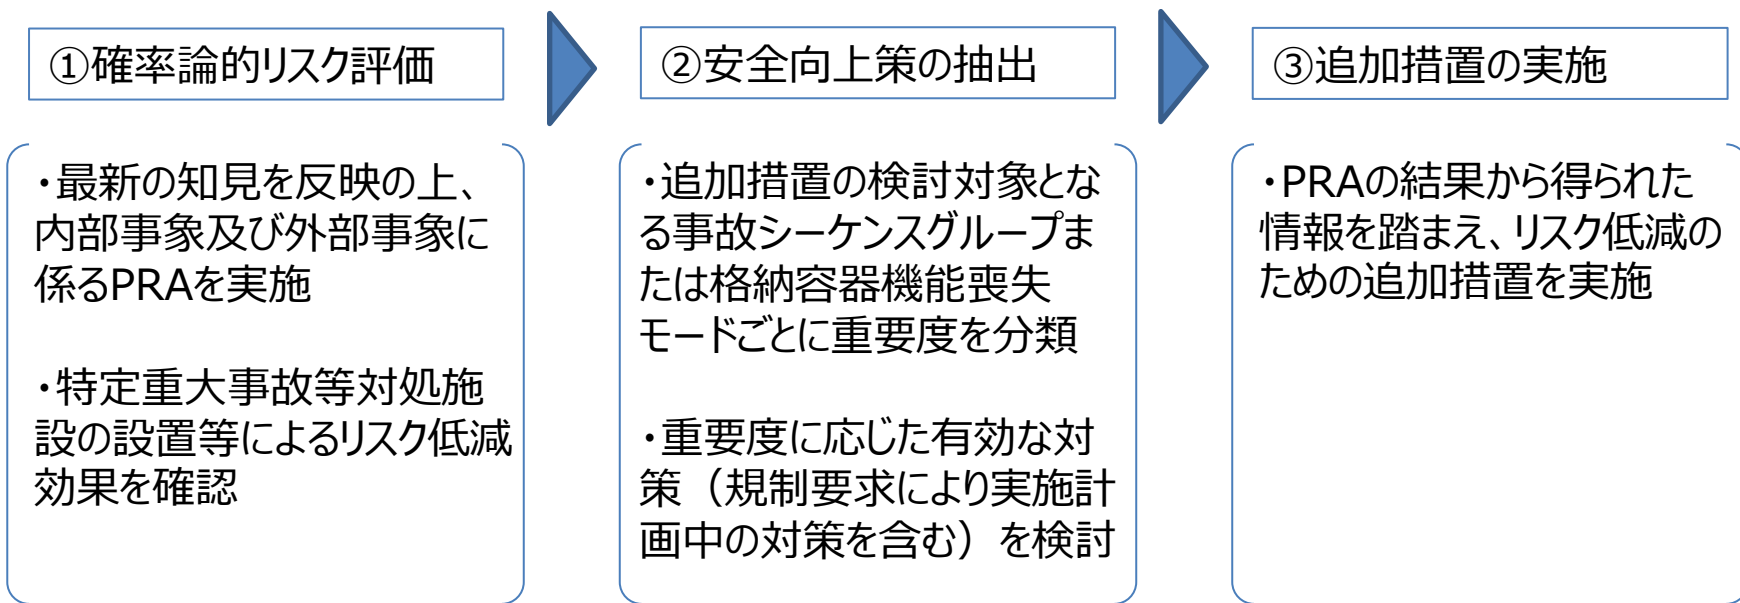 ①確率論的リスク評価
②安全向上策の抽出
③追加措置の実施
・最新の知見を反映の上、
内部事象及び外部事象に
係るPRAを実施
・特定重大事故等対処施
設の設置等によるリスク低減
効果を確認
・追加措置の検討対象とな
る事故シーケンスグループま
たは格納容器機能喪失
モードごとに重要度を分類
・重要度に応じた有効な対
策（規制要求により実施計
画中の対策を含む）を検討
・PRAの結果から得られた
情報を踏まえ、リスク低減の
ための追加措置を実施